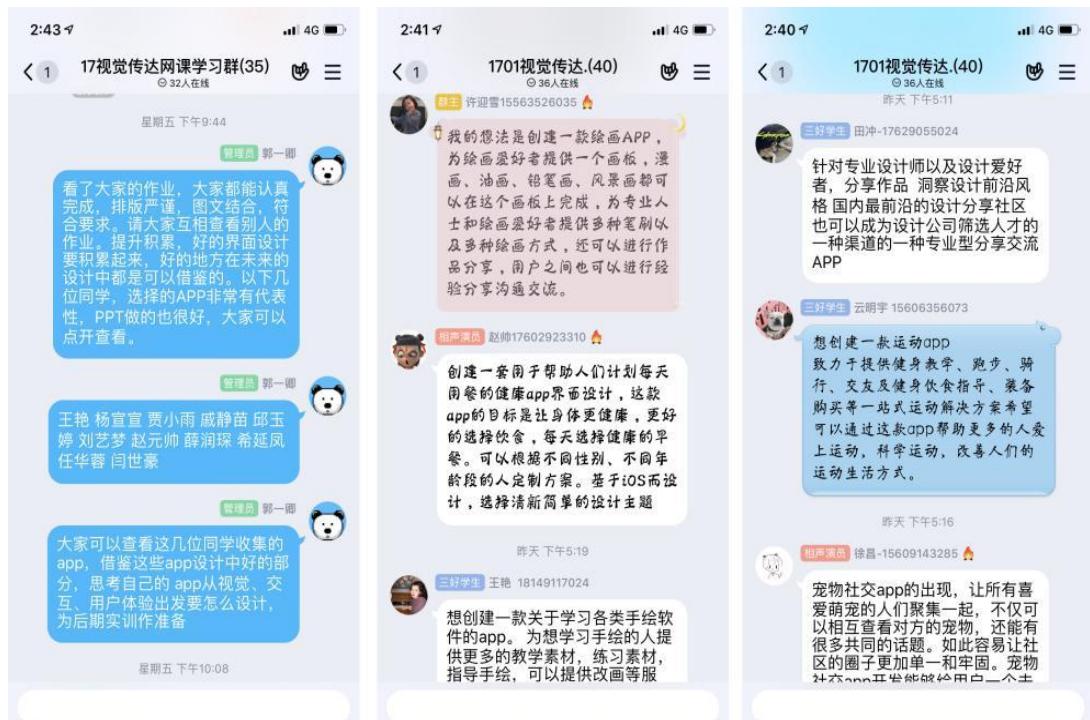 2:43
4G
1
17视觉传达网课学习群(35)
32人在线
星期五 下午9:44
管理员 郭一卿
看了大家的作业，大家都能认真
完成，排版严谨，图文结合，符
合要求。请大家互相查看别人的
作业。提升积累，好的界面设计
要积累起来，好的地方在未来的
设计中都是可以借鉴的。以下几
位同学，选择的APP非常有代表
性，PPT做的也很好，大家可以
点开查看。
管理员 郭一卿
王艳 杨宣宣 贾小雨 戚静苗 邱玉
婷 刘艺梦 赵元帅 薛润琛 希延凤
任华蓉 闫世豪
管理员 郭一卿
大家可以查看这几位同学收集的
app，借鉴这些app设计中好的部
分，思考自己的 app从视觉、交
互、用户体验出发要怎么设计，
为后期实训作准备
星期五 下午10:08
2:41
4G
1
1701视觉传达.(40)
36人在线
群主 许迎雪15563526035
我的想法是创建一款绘画APP，
为绘画爱好者提供一个画板，漫
画、油画、铅笔画、风景画都可
以在这个画板上完成，为专业人
士和绘画爱好者提供多种笔刷以
及多种绘画方式，还可以进行作
品分享，用户之间也可以进行经
验分享沟通交流。
相声演员 赵帅17602923310
创建一套用于帮助人们计划每天
用餐的健康app界面设计，这款
app的目标是让身体更健康，更好
的选择饮食，每天选择健康的早
餐。可以根据不同性别、不同年
龄段的人定制方案。基于iOS而设
计，选择清新简单的设计主题
昨天 下午5:19
三好学生 王艳 18149117024
想创建一款关于学习各类手绘软
件的app。 为想学习手绘的人提
供更多的教学素材，练习素材，
指导手绘，可以提供改画等服
2:40
4G
1
1701视觉传达.(40)
36人在线
昨天 下午5:11
三好学生 田冲-17629055024
针对专业设计师以及设计爱好
者，分享作品 洞察设计前沿风
格 国内最前沿的设计分享社区
也可以成为设计公司筛选人才的
一种渠道的一种专业型分享交流
APP
三好学生 云明宇 15606356073
想创建一款运动app
致力于提供健身教学、跑步、骑
行、交友及健身饮食指导、装备
购买等一站式运动解决方案希望
可以通过这款app帮助更多的人爱
上运动，科学运动，改善人们的
运动生活方式。
昨天 下午5:16
相声演员 徐昌-15609143285
宠物社交app的出现，让所有喜
爱萌宠的人们聚集一起，不仅可
以相互查看对方的宠物，还能有
很多共同的话题。如此容易让社
区的圈子更加单一和牢固。宠物
社交app开发能够给用户一个去